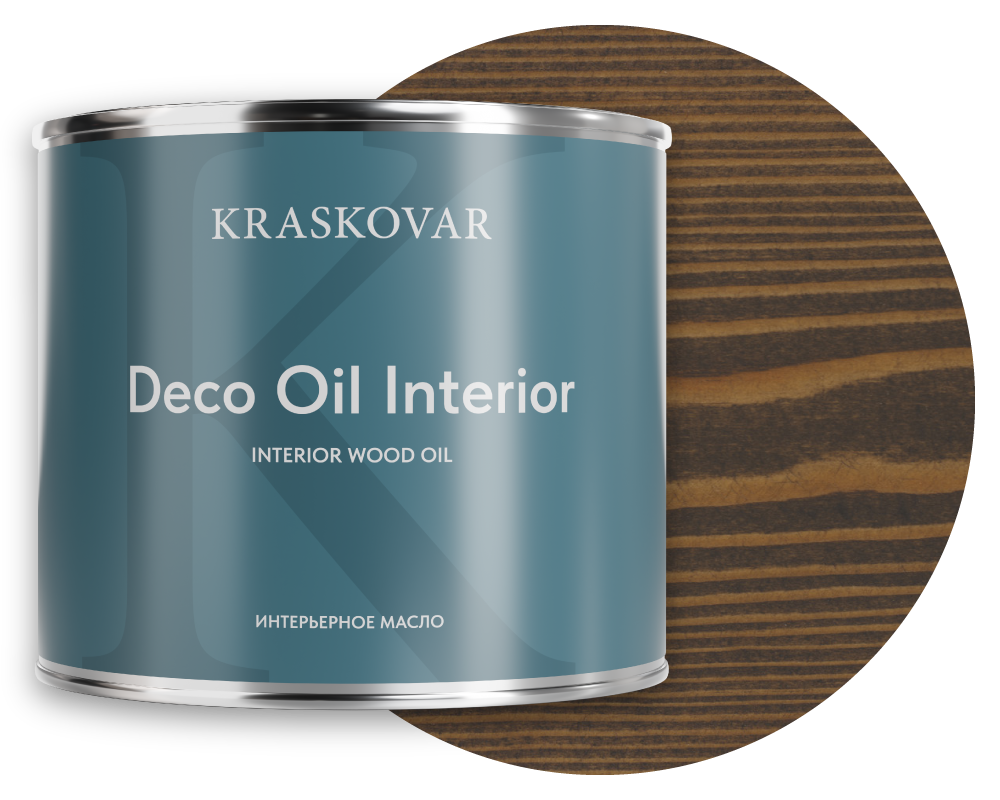 KRASKOVAR
Deco Oil Interior
INTERIOR WOOD OIL
ИНТЕРЬЕРНОЕ МАСЛО